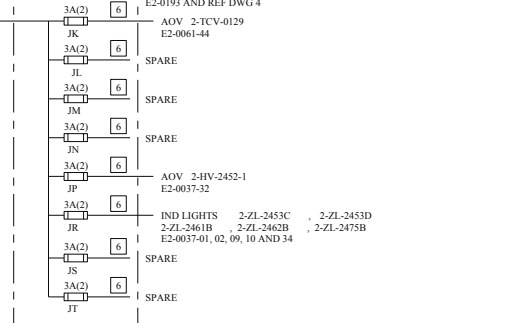 E2-0193 AND REF DWG 4
3A(2) 6
AOV 2-TCV-0129
JK E2-0061-44
3A(2) 6
SPARE
JL
3A(2) 6
SPARE
JM
3A(2) 6
SPARE
JN
3A(2) 6
AOV 2-HV-2452-1
JP E2-0037-32
3A(2) 6
IND LIGHTS 2-ZL-2453C , 2-ZL-2453D
JR 2-ZL-2461B , 2-ZL-2462B , 2-ZL-2475B
E2-0037-01, 02, 09, 10 AND 34
3A(2) 6
SPARE
JS
3A(2) 6
SPARE
JT